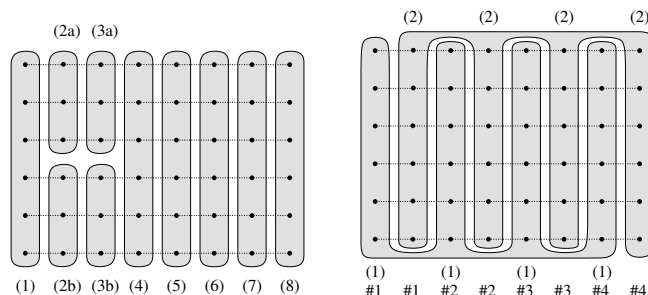 (2a) (3a)
(1) (2b) (3b) (4) (5) (6) (7) (8)
(2) (2) (2) (2)
(1) (1) (1) (1)
#1 #1 #2 #2 #3 #3 #4 #4